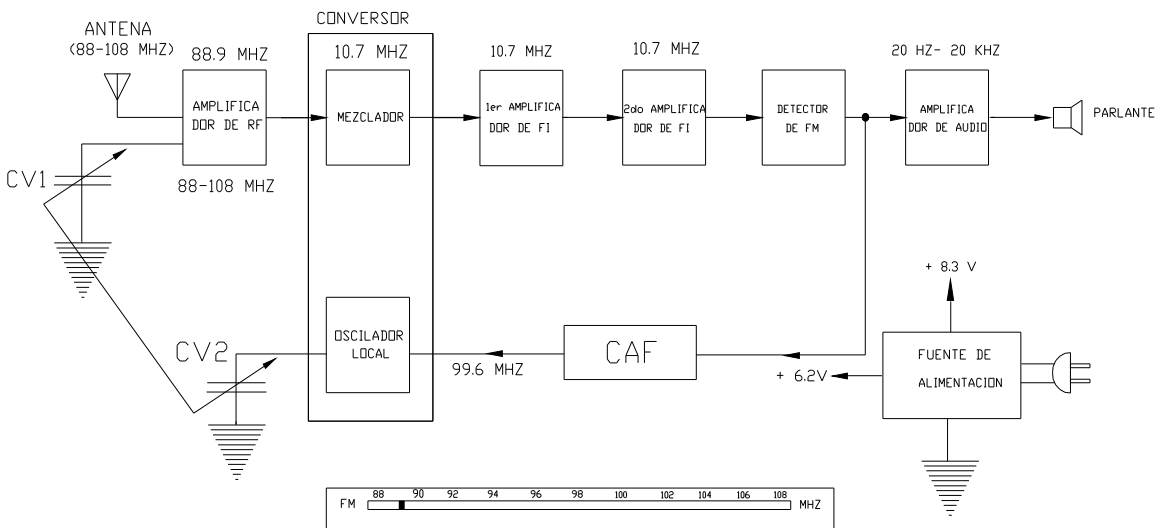 ANTENA
(88-108 MHZ)
88.9 MHZ
AMPLIFICA
DOR DE RF
88-108 MHZ
CV1
CONVERSOR
10.7 MHZ
MEZCLADOR
10.7 MHZ
1er AMPLIFICA
DOR DE FI
10.7 MHZ
2do AMPLIFICA
DOR DE FI
DETECTOR
DE FM
20 HZ- 20 KHZ
AMPLIFICA
DOR DE AUDIO
PARLANTE
CV2
OSCILADOR
LOCAL
99.6 MHZ
CAF
+ 8.3 V
+ 6.2V
FUENTE DE
ALIMENTACION
FM 88 90 92 94 96 98 100 102 104 106 108 MHZ